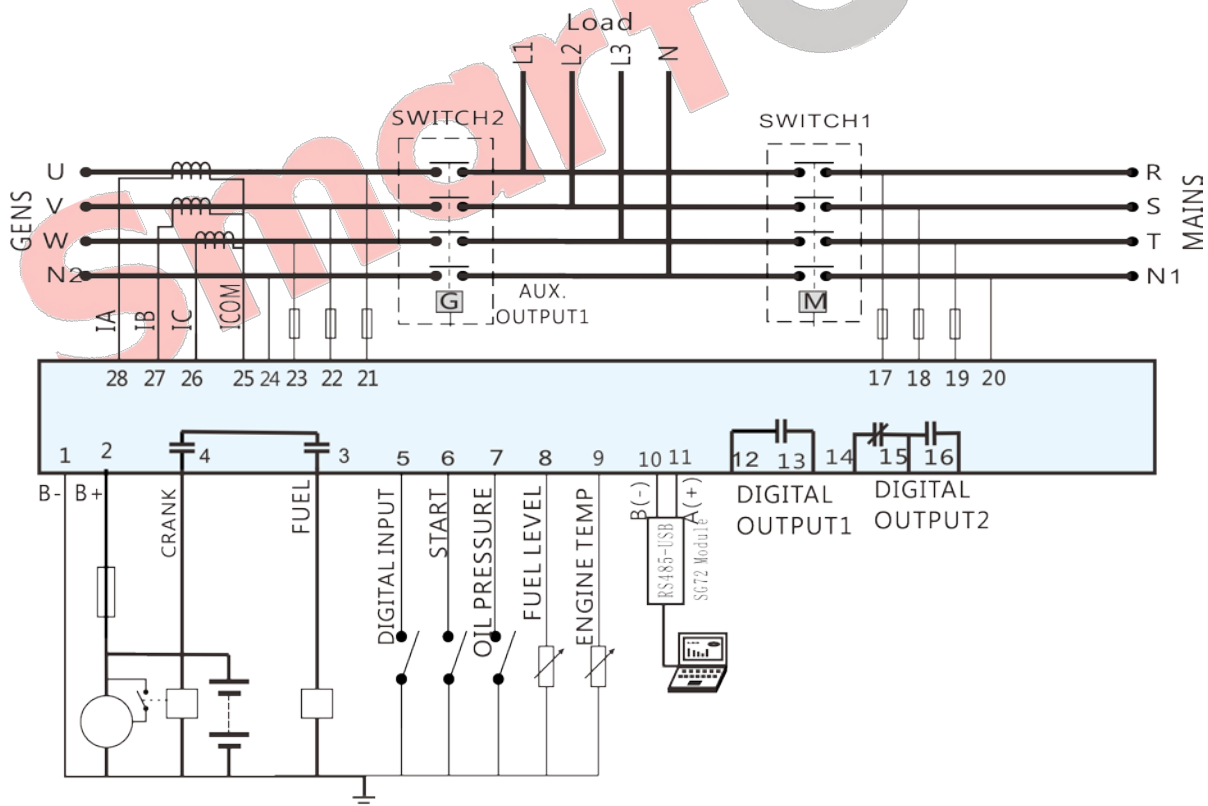 Load
L1 L2 L3 N
SWITCH2
SWITCH1
GENS
U
V
W
N2
R
S
T
N1
MAINS
G
AUX.
OUTPUT1
M
IA IB IC ICOM
28 27 26 25 24 23 22 21
17 18 19 20
1 2 4 3 5 6 7 8 9 10 11 12 13 14 15 16
B- B+
CRANK
FUEL
DIGITAL INPUT
START
OIL PRESSURE
FUEL LEVEL
ENGINE TEMP
B(-)
A(+)
RS485-USB
SG72 Module
DIGITAL
OUTPUT1
DIGITAL
OUTPUT2